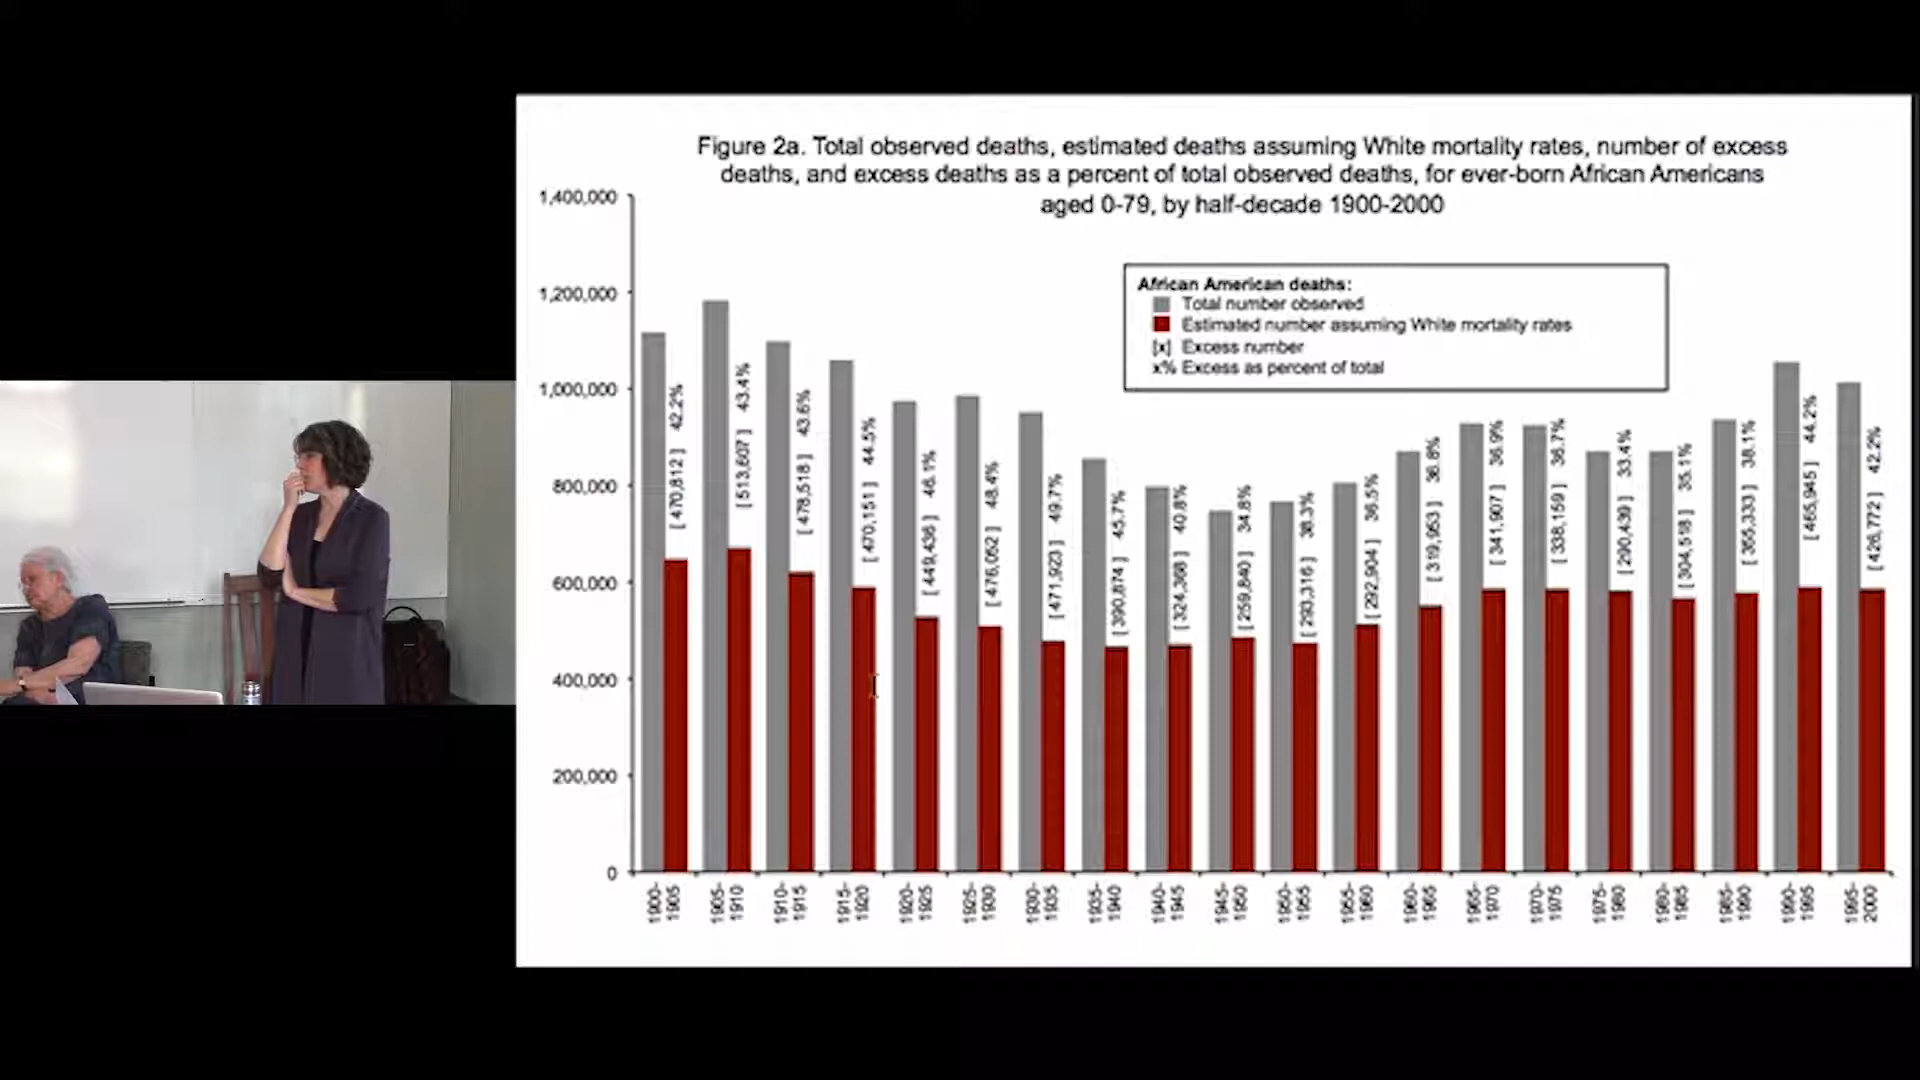 Figure 2a. Total observed deaths, estimated deaths assuming White mortality rates, number of excess
deaths, and excess deaths as a percent of total observed deaths, for ever-born African Americans
aged 0-79, by half-decade 1900-2000
1,400,000
1,200,000
1,000,000
800,000
600,000
400,000
200,000
0
African American deaths:
Total number observed
Estimated number assuming White mortality rates
[x] Excess number
x% Excess as percent of total
[ 470,812 ] 42.2%
[ 513,607 ] 43.4%
[ 478,518 ] 43.6%
[ 470,151 ] 44.5%
[ 449,436 ] 46.1%
[ 476,052 ] 48.4%
[ 471,923 ] 49.7%
[ 390,874 ] 45.7%
[ 324,368 ] 40.8%
[ 259,840 ] 34.8%
[ 293,316 ] 38.3%
[ 292,904 ] 36.5%
[ 319,953 ] 36.8%
[ 341,907 ] 36.9%
[ 338,159 ] 36.7%
[ 290,439 ] 33.4%
[ 304,518 ] 35.1%
[ 355,333 ] 38.1%
[ 465,945 ] 44.2%
[ 426,772 ] 42.2%
1900-
1905
1905-
1910
1910-
1915
1915-
1920
1920-
1925
1925-
1930
1930-
1935
1935-
1940
1940-
1945
1945-
1950
1950-
1955
1955-
1960
1960-
1965
1965-
1970
1970-
1975
1975-
1980
1980-
1985
1985-
1990
1990-
1995
1995-
2000